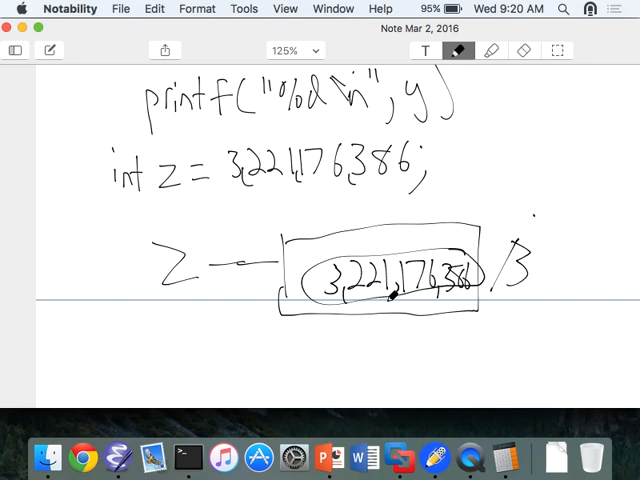 Notability File Edit Format Tools View Window Help 95% Wed 9:20 AM
Note Mar 2, 2016
125% T
printf("%d\n", y)
int z = 3,221,176,386;
Z 3,221,176,386